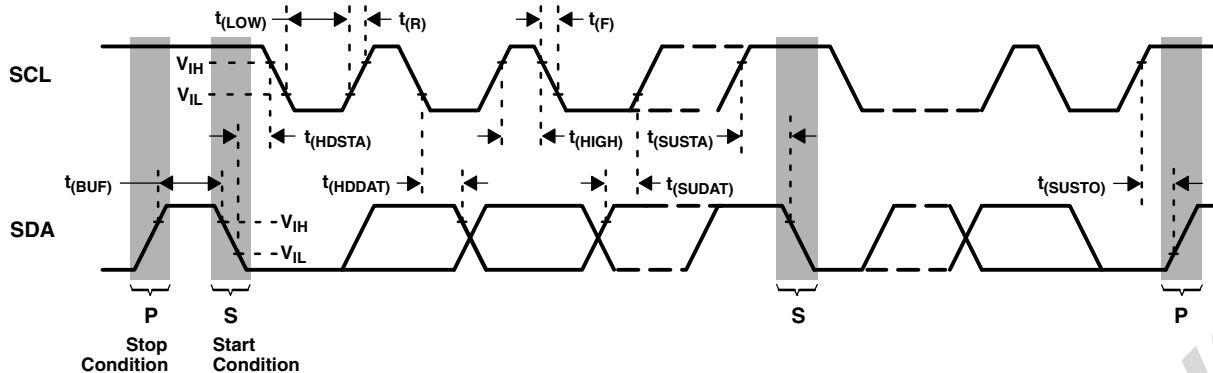 t(LOW) t(R) t(F)
SCL
VIH
VIL
t(HDSTA) t(HIGH) t(SUSTA)
t(BUF) t(HDDAT) t(SUDAT) t(SUSTO)
SDA
VIH
VIL
P S S P
Stop Condition
Start Condition